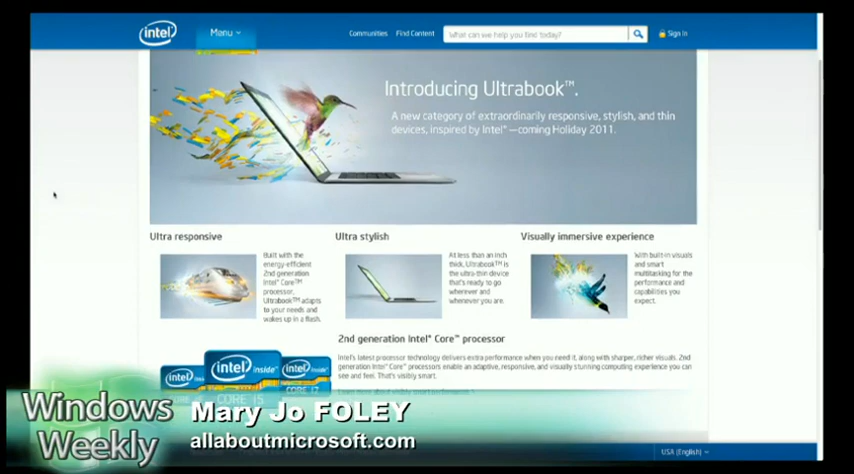 intel
Menu
Communities
Find Content
What can we help you find today?
Sign In
Introducing Ultrabook™.
A new category of extraordinarily responsive, stylish, and thin
devices, inspired by Intel®—coming Holiday 2011.
Ultra responsive
Built with the
energy-efficient
2nd generation
Intel® Core™
processor,
Ultrabook™ adapts
to your needs and
wakes up in a flash.
Ultra stylish
At less than an inch
thick, Ultrabook™ is
the ultra-thin device
that's ready to go
wherever and
whenever you are.
Visually immersive experience
With built-in visuals
and smart
multitasking for the
performance and
capabilities you
expect.
2nd generation Intel® Core™ processor
Intel's latest processor technology delivers extra performance when you need it, along with sharper, richer visuals. 2nd
generation Intel® Core™ processors enable an adaptive, responsive, and visually stunning computing experience you can
see and feel. That's visibly smart.
intel
intel inside
intel inside
CORE i5
CORE i7
Windows
Weekly
Mary Jo FOLEY
allaboutmicrosoft.com
USA (English)